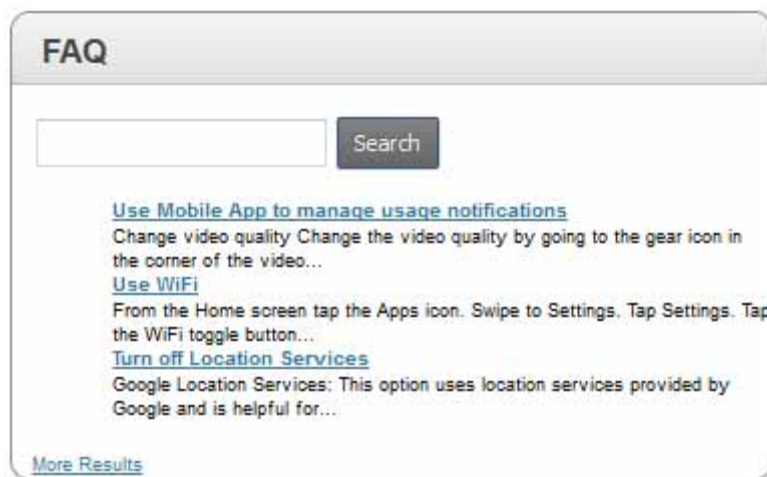 FAQ
Search
Use Mobile App to manage usage notifications
Change video quality Change the video quality by going to the gear icon in
the corner of the video...
Use WiFi
From the Home screen tap the Apps icon. Swipe to Settings. Tap Settings. Tap
the WiFi toggle button...
Turn off Location Services
Google Location Services: This option uses location services provided by
Google and is helpful for...
More Results